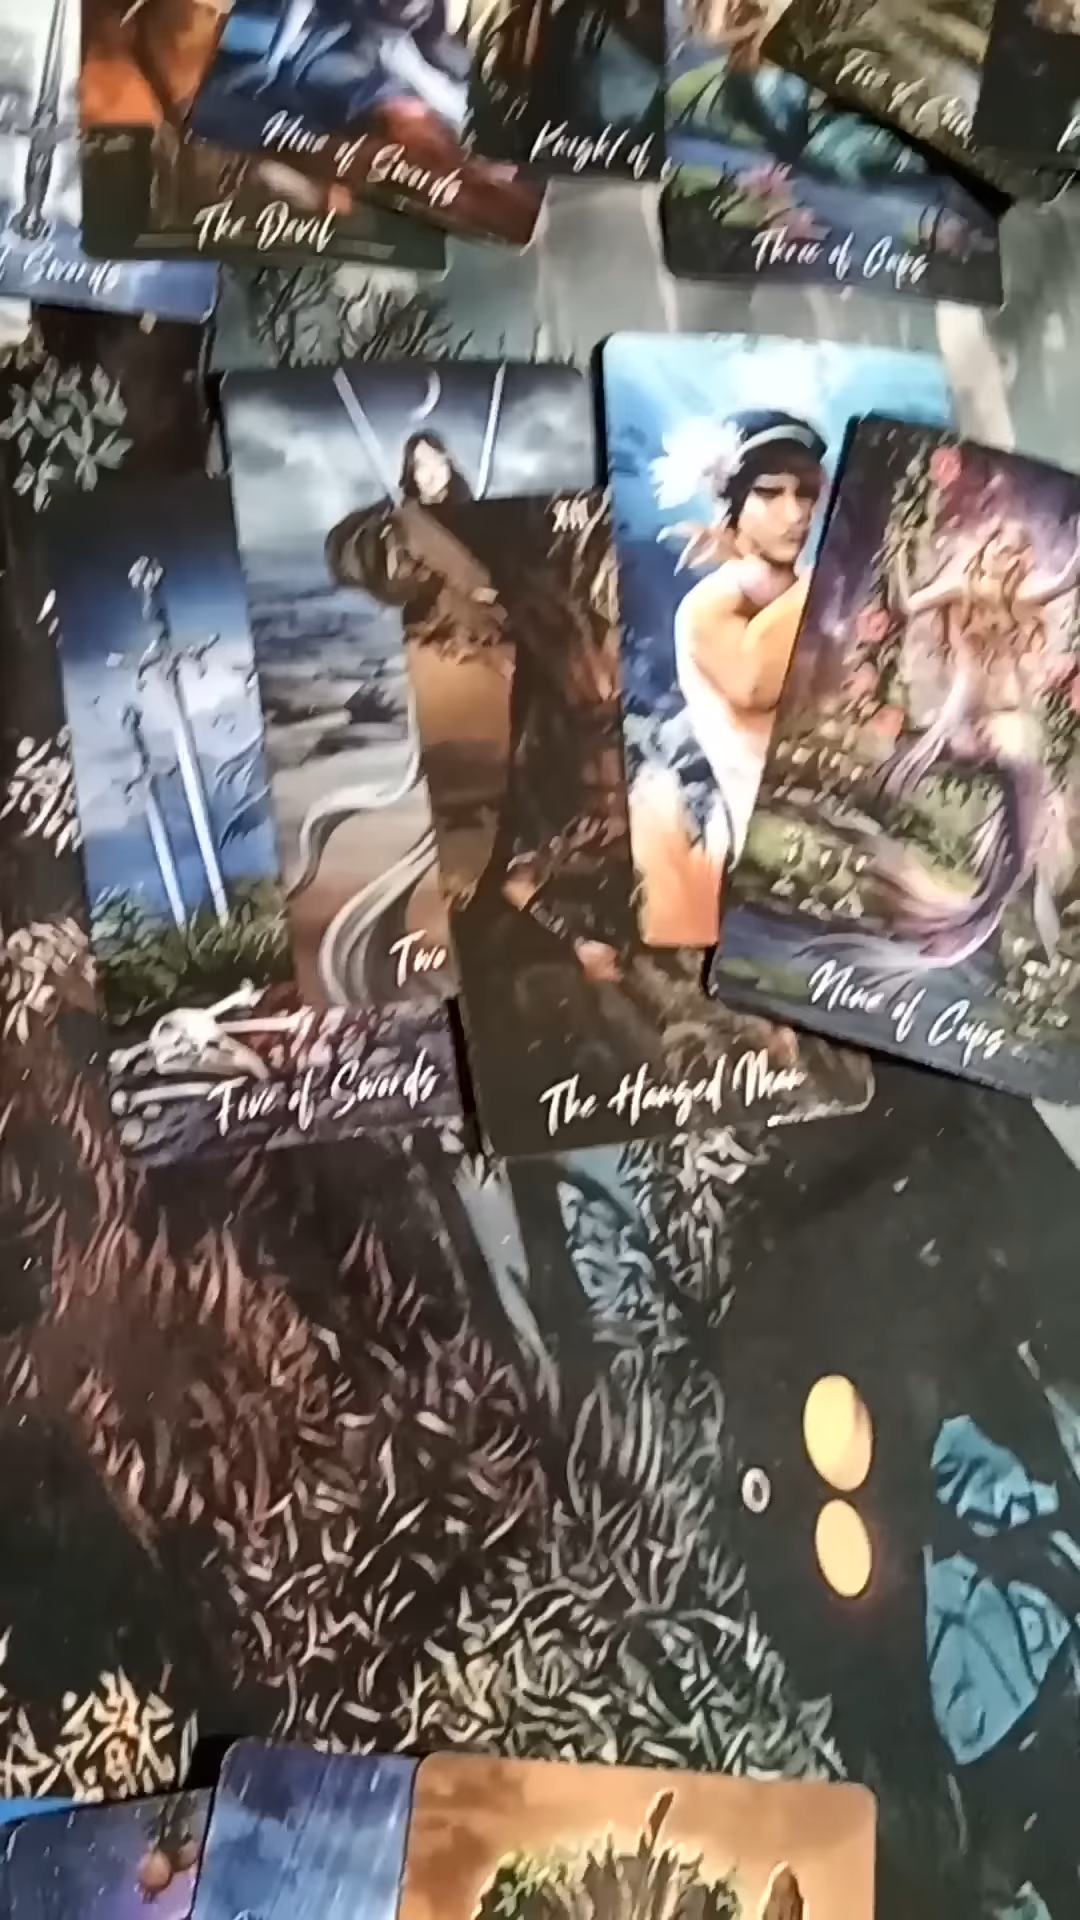 Nine of Swords
Knight of
Three of Cups
The Devil
Swords
Two
Nine of Cups
Five of Swords
The Hanged Man